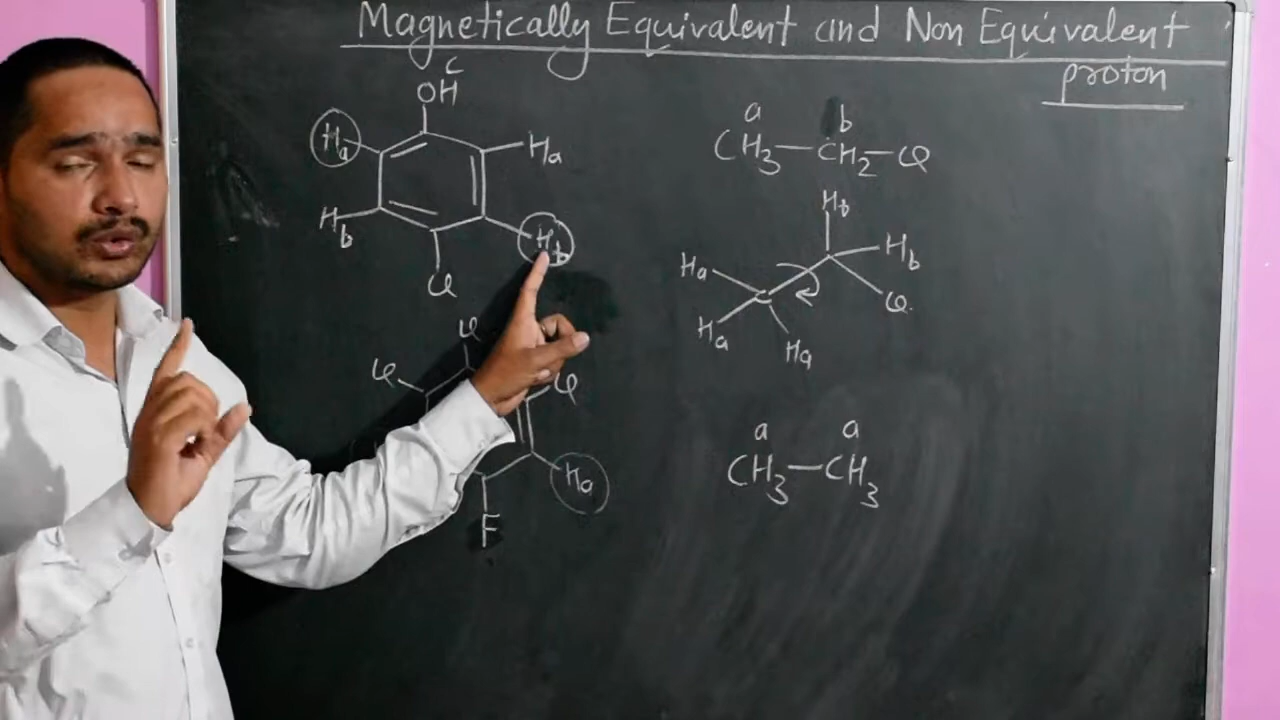 Magnetically Equivalent and Non Equivalent
proton
c
OH
Ha
Ha
Hb
Hb
Cl
a b
CH3—CH2—Cl
Hb
Ha
Hb
C
Cl
Ha
Ha
Cl
Cl
Cl
Ha
F
a a
CH3—CH3